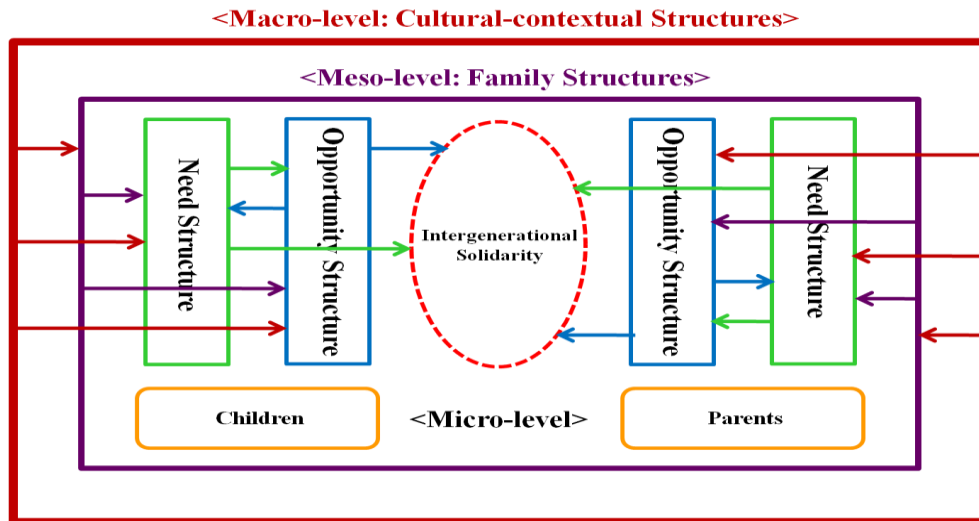 <Macro-level: Cultural-contextual Structures>
<Meso-level: Family Structures>
Need Structure
Opportunity Structure
Intergenerational
Solidarity
Opportunity Structure
Need Structure
Children
<Micro-level>
Parents